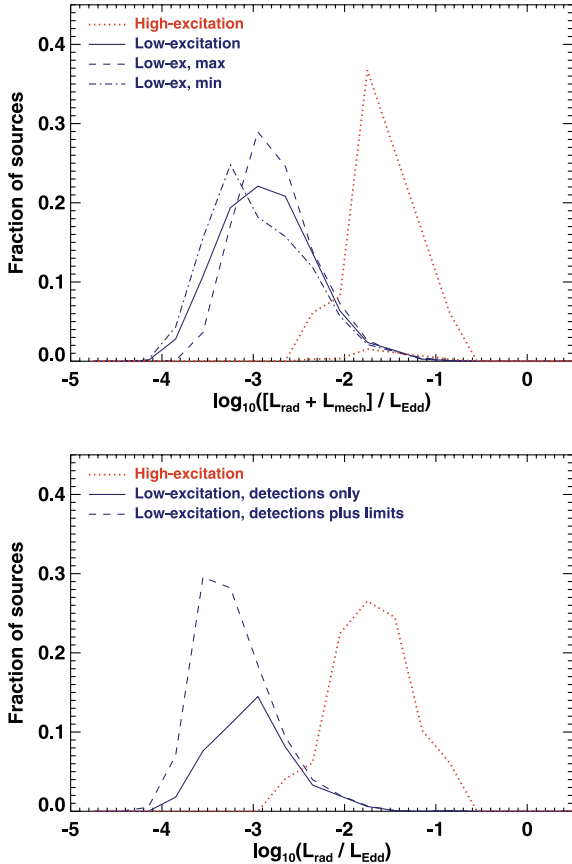 High-excitation
Low-excitation
Low-ex, max
Low-ex, min
Fraction of sources
0.4
0.3
0.2
0.1
0.0
-5 -4 -3 -2 -1 0
log10([Lrad + Lmech] / LEdd)
High-excitation
Low-excitation, detections only
Low-excitation, detections plus limits
Fraction of sources
0.4
0.3
0.2
0.1
0.0
-5 -4 -3 -2 -1 0
log10(Lrad / LEdd)